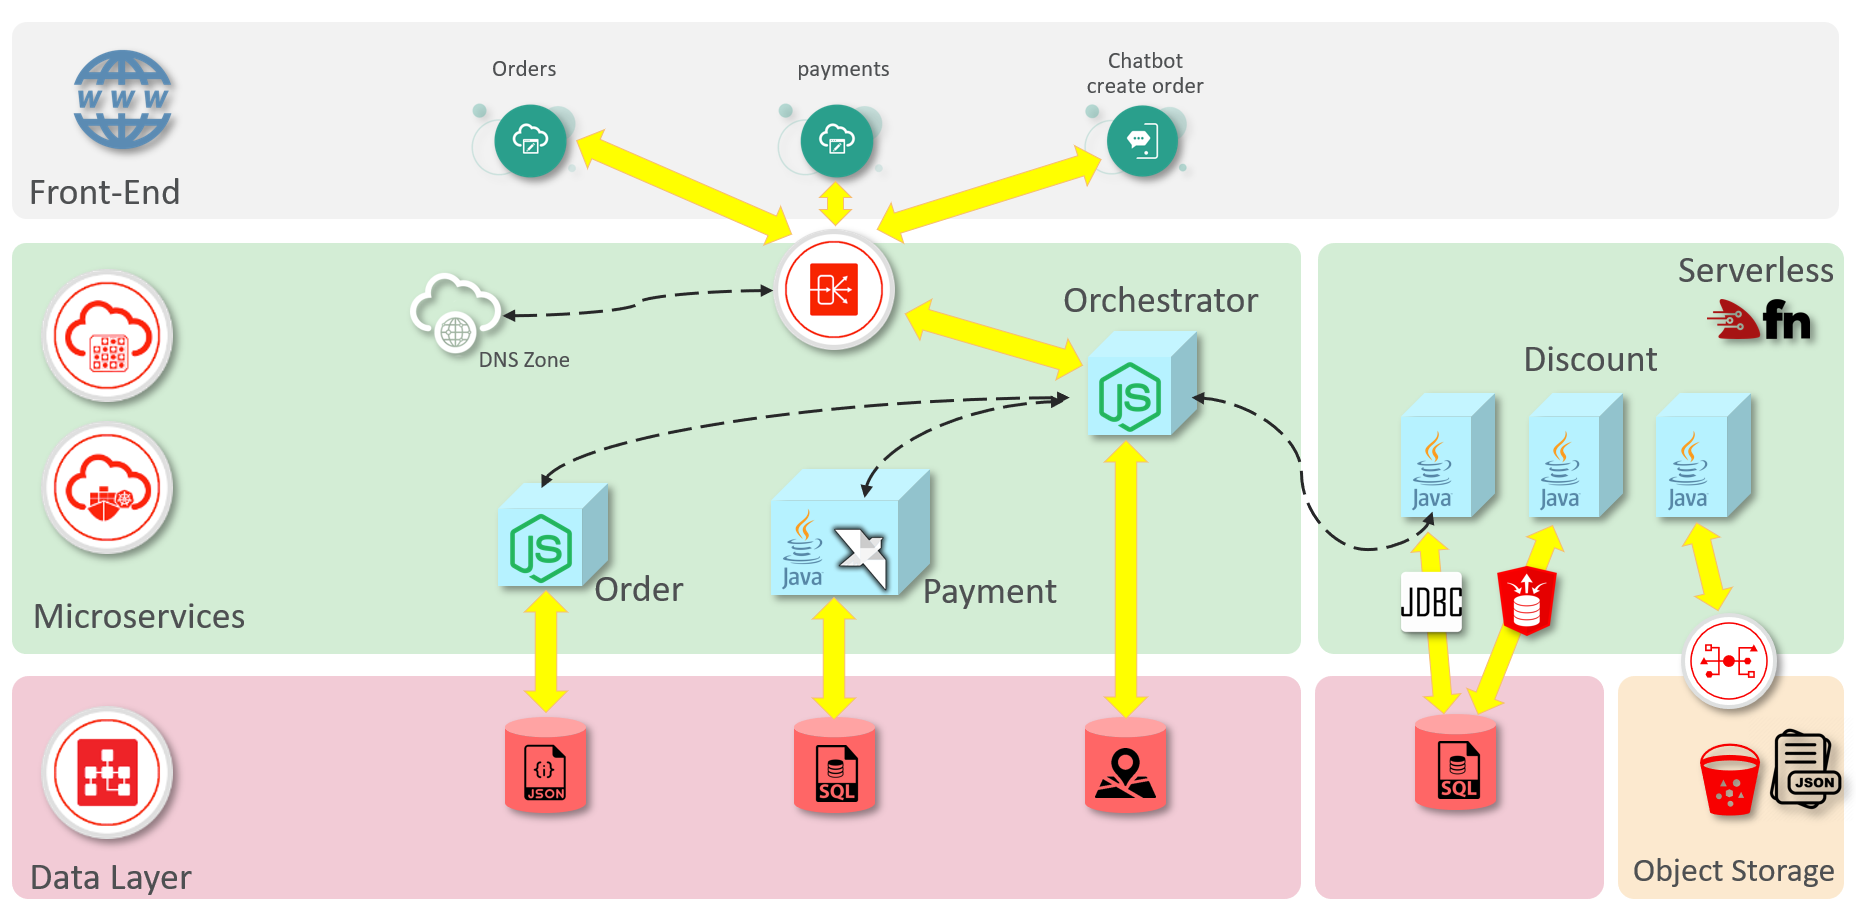 WWW
Front-End
Orders
payments
Chatbot
create order
DNS Zone
Orchestrator
Serverless
fn
Discount
JS
Java
Java
Java
JS
Order
Java
Payment
Microservices
JDBC
{i}
JSON
SQL
SQL
JSON
Data Layer
Object Storage